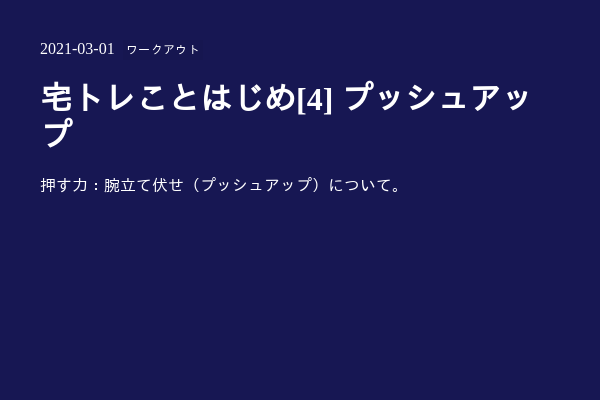 2021-03-01 ワークアウト
宅トレことはじめ[4] プッシュアッ
プ
押す力：腕立て伏せ（プッシュアップ）について。